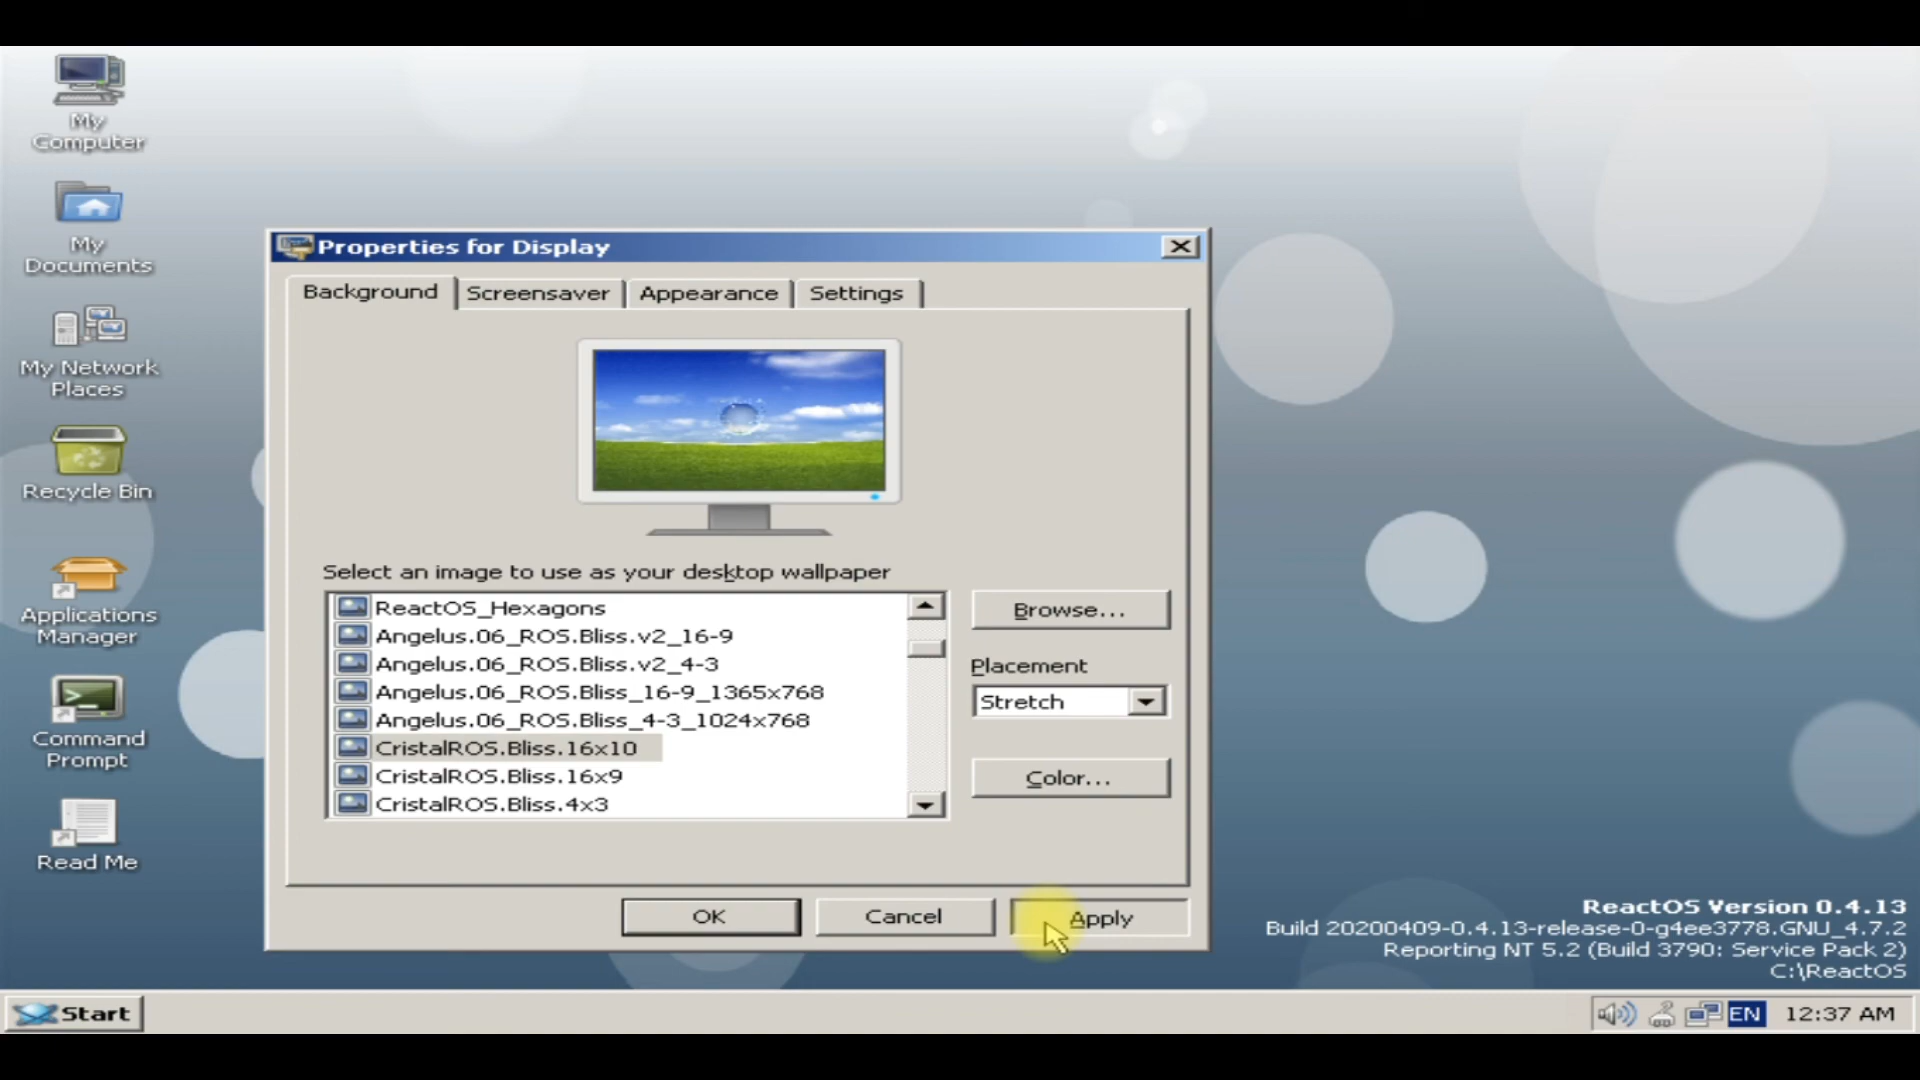 My
Computer
My
Documents
My Network
Places
Recycle Bin
Applications
Manager
Command
Prompt
Read Me
Properties for Display
Background
Screensaver
Appearance
Settings
Select an image to use as your desktop wallpaper
ReactOS_Hexagons
Angelus.06_ROS.Bliss.v2_16-9
Angelus.06_ROS.Bliss.v2_4-3
Angelus.06_ROS.Bliss_16-9_1365x768
Angelus.06_ROS.Bliss_4-3_1024x768
CristalROS.Bliss.16x10
CristalROS.Bliss.16x9
CristalROS.Bliss.4x3
Browse...
Placement
Stretch
Color...
OK
Cancel
Apply
ReactOS Version 0.4.13
Build 20200409-0.4.13-release-0-g4ee3778.GNU_4.7.2
Reporting NT 5.2 (Build 3790: Service Pack 2)
C:\ReactOS
Start
EN
12:37 AM